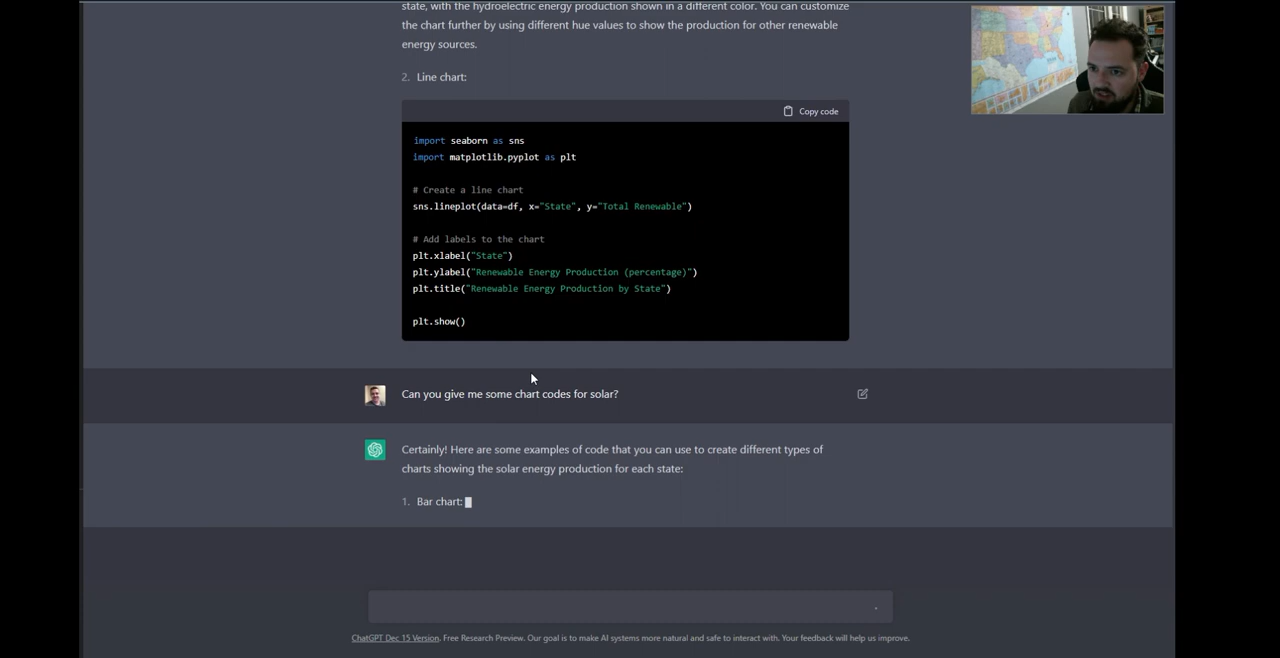 state, with the hydroelectric energy production shown in a different color. You can customize
the chart further by using different hue values to show the production for other renewable
energy sources.
2. Line chart:
Copy code
import seaborn as sns
import matplotlib.pyplot as plt
# Create a line chart
sns.lineplot(data=df, x="State", y="Total Renewable")
# Add labels to the chart
plt.xlabel("State")
plt.ylabel("Renewable Energy Production (percentage)")
plt.title("Renewable Energy Production by State")
plt.show()
Can you give me some chart codes for solar?
Certainly! Here are some examples of code that you can use to create different types of
charts showing the solar energy production for each state:
1. Bar chart:
ChatGPT Dec 15 Version. Free Research Preview. Our goal is to make AI systems more natural and safe to interact with. Your feedback will help us improve.